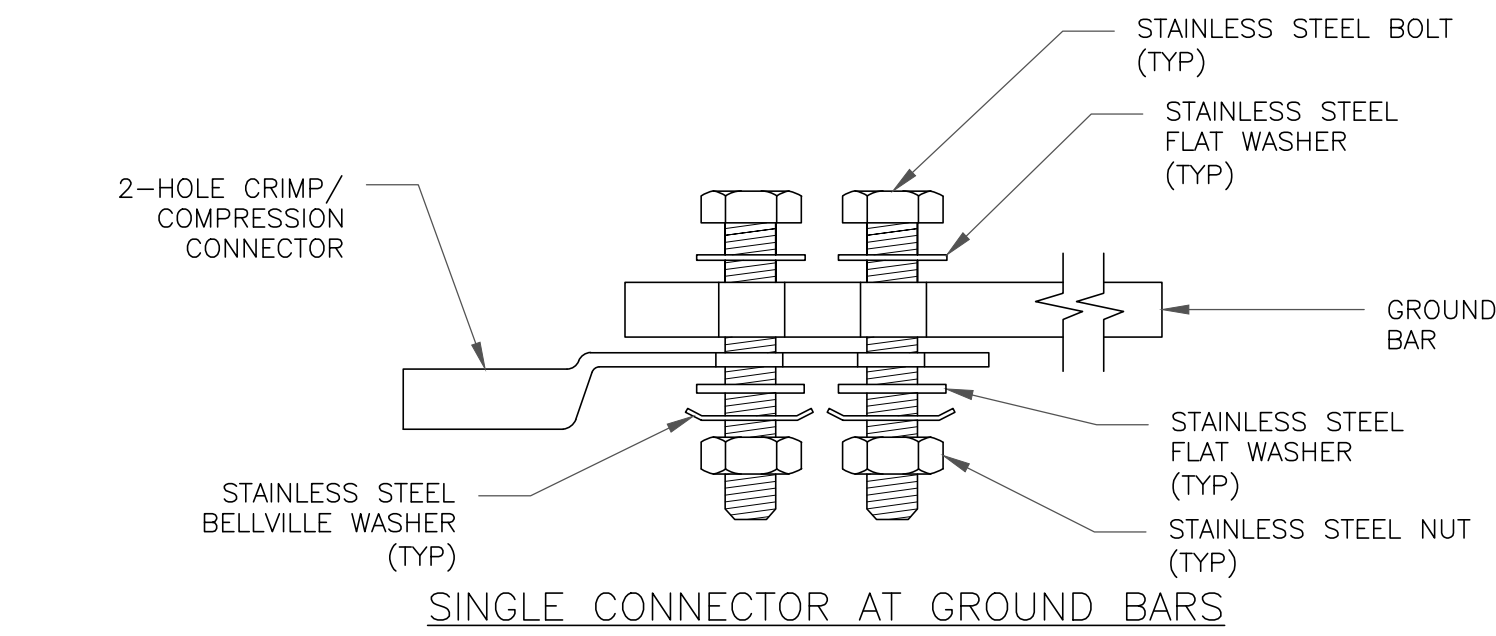 STAINLESS STEEL BOLT
(TYP)
STAINLESS STEEL
FLAT WASHER
(TYP)
2-HOLE CRIMP/
COMPRESSION
CONNECTOR
GROUND
BAR
STAINLESS STEEL
FLAT WASHER
(TYP)
STAINLESS STEEL
BELLVILLE WASHER
(TYP)
STAINLESS STEEL NUT
(TYP)
SINGLE CONNECTOR AT GROUND BARS